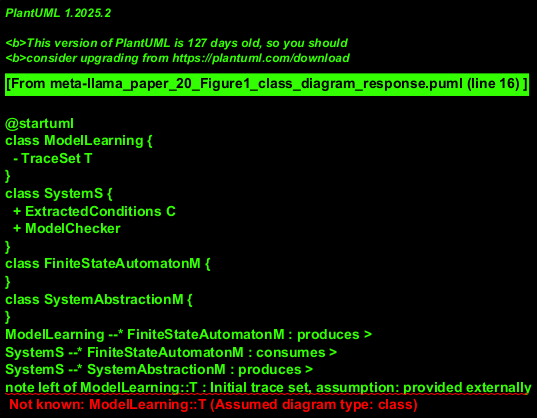 PlantUML 1.2025.2
<b>This version of PlantUML is 127 days old, so you should
<b>consider upgrading from https://plantuml.com/download
[From meta-llama_paper_20_Figure1_class_diagram_response.puml (line 16) ]
@startuml
class ModelLearning {
  - TraceSet T
}
class SystemS {
  + ExtractedConditions C
  + ModelChecker
}
class FiniteStateAutomatonM {
}
class SystemAbstractionM {
}
ModelLearning --* FiniteStateAutomatonM : produces >
SystemS --* FiniteStateAutomatonM : consumes >
SystemS --* SystemAbstractionM : produces >
note left of ModelLearning::T : Initial trace set, assumption: provided externally
Not known: ModelLearning::T (Assumed diagram type: class)